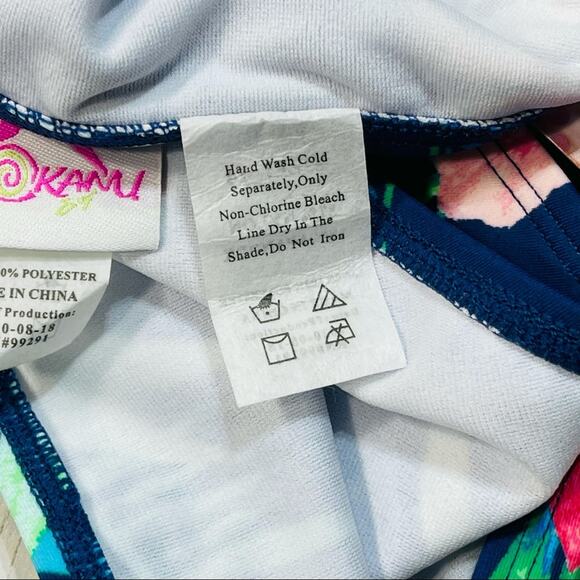 KANU
0% POLYESTER
E IN CHINA
f Production:
0-08-18
#99291
Hand Wash Cold
Separately,Only
Non-Chlorine Bleach
Line Dry In The
Shade,Do Not Iron